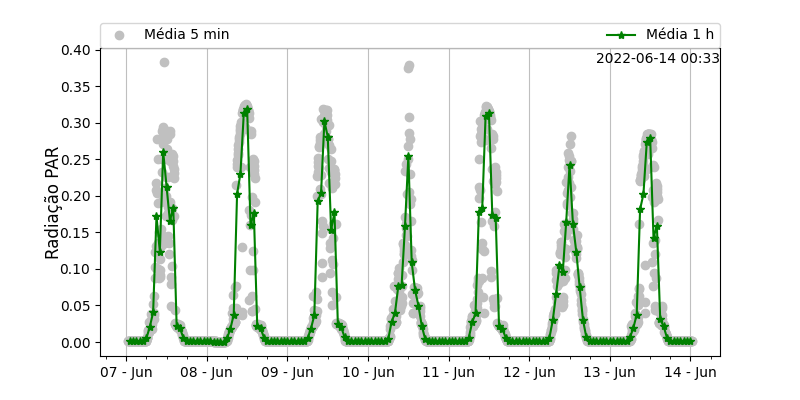 Média 5 min
Média 1 h
2022-06-14 00:33
0.40
0.35
0.30
0.25
0.20
0.15
0.10
0.05
0.00
Radiação PAR
07 - Jun
08 - Jun
09 - Jun
10 - Jun
11 - Jun
12 - Jun
13 - Jun
14 - Jun